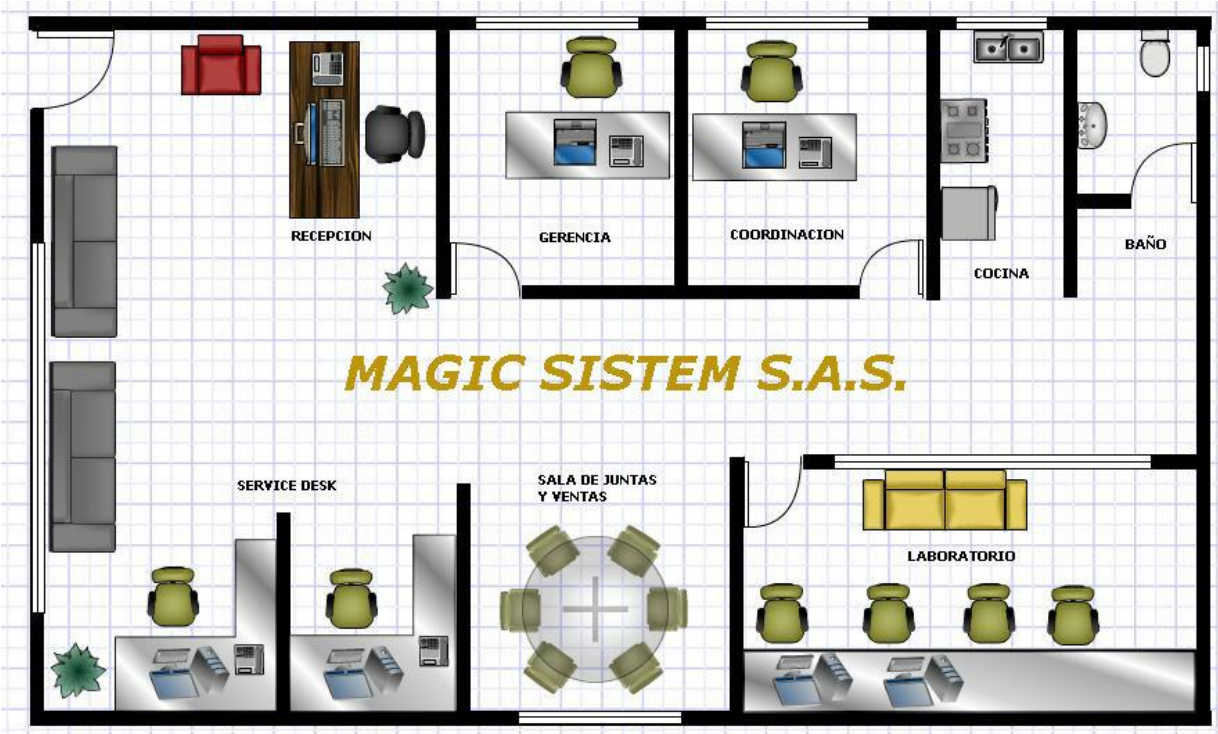 RECEPCION
GERENCIA
COORDINACION
COCINA
BAÑO
MAGIC SISTEM S.A.S.
SERVICE DESK
SALA DE JUNTAS
Y VENTAS
LABORATORIO